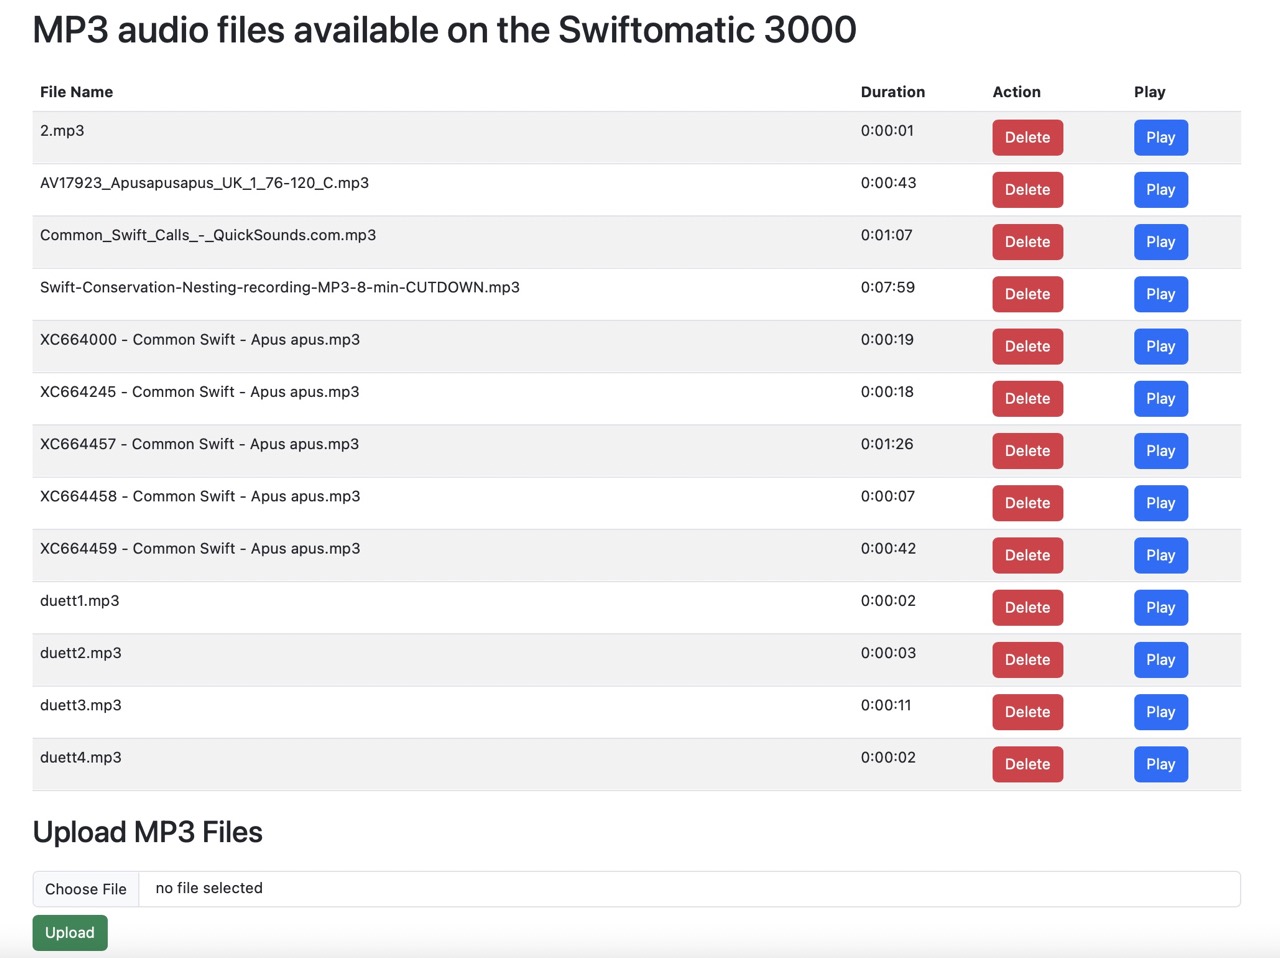 MP3 audio files available on the Swiftomatic 3000
File Name Duration Action Play
2.mp3 0:00:01 Delete Play
AV17923_Apusapusapus_UK_1_76-120_C.mp3 0:00:43 Delete Play
Common_Swift_Calls_-_QuickSounds.com.mp3 0:01:07 Delete Play
Swift-Conservation-Nesting-recording-MP3-8-min-CUTDOWN.mp3 0:07:59 Delete Play
XC664000 - Common Swift - Apus apus.mp3 0:00:19 Delete Play
XC664245 - Common Swift - Apus apus.mp3 0:00:18 Delete Play
XC664457 - Common Swift - Apus apus.mp3 0:01:26 Delete Play
XC664458 - Common Swift - Apus apus.mp3 0:00:07 Delete Play
XC664459 - Common Swift - Apus apus.mp3 0:00:42 Delete Play
duett1.mp3 0:00:02 Delete Play
duett2.mp3 0:00:03 Delete Play
duett3.mp3 0:00:11 Delete Play
duett4.mp3 0:00:02 Delete Play
Upload MP3 Files
Choose File no file selected
Upload